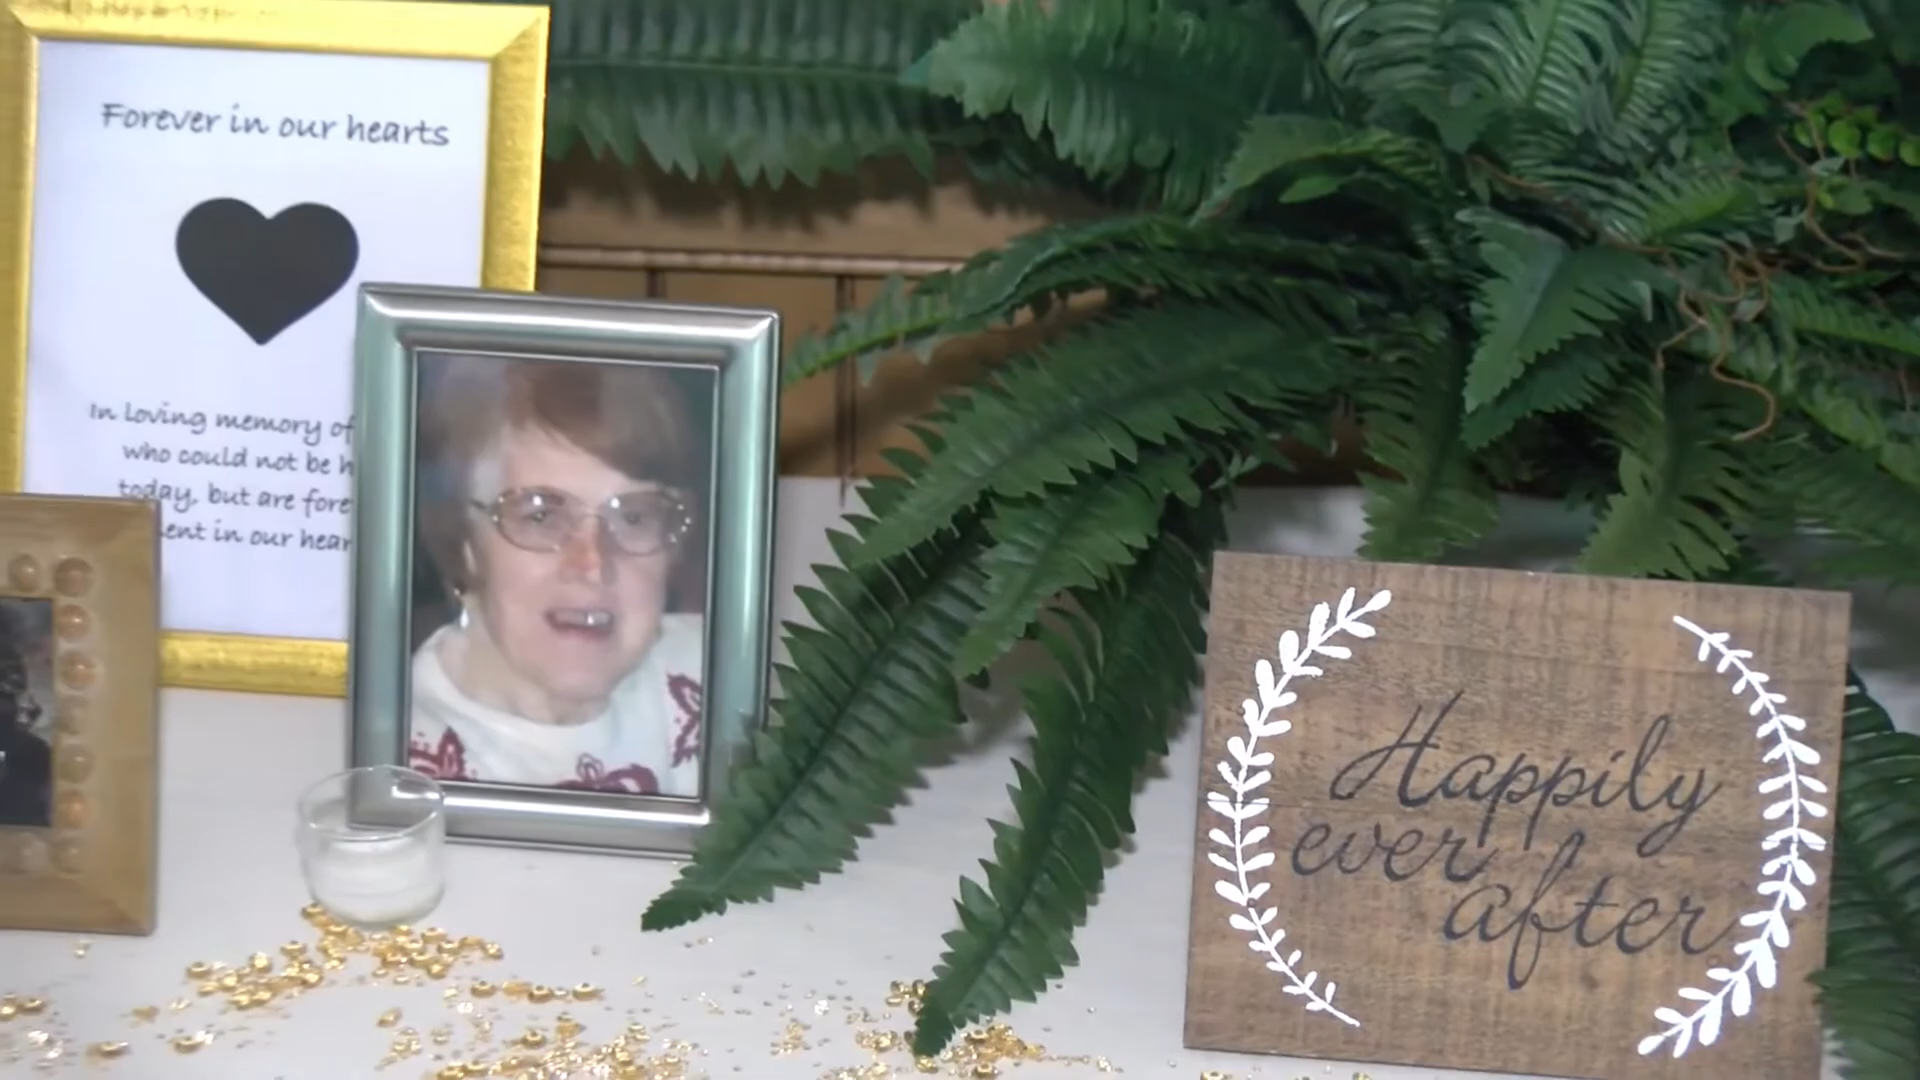 Forever in our hearts
In loving memory of
who could not be
today, but are
in our
Happily
ever
after